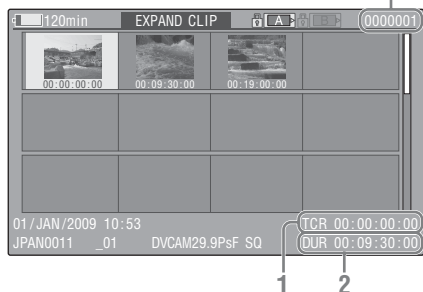 120min EXPAND CLIP A B 0000001
00:00:00:00 00:09:30:00 00:19:00:00
01/JAN/2009 10:53 TCR 00:00:00:00
JPAN0011 _01 DVCAM29.9PsF SQ DUR 00:09:30:00
1 2